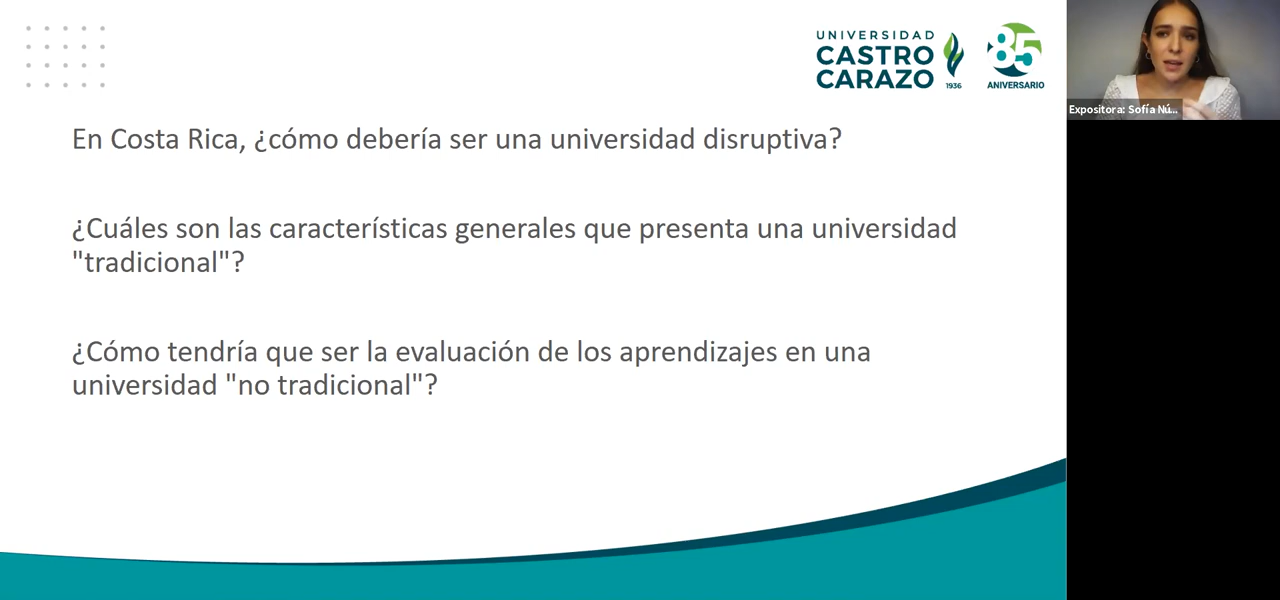 UNIVERSIDAD
CASTRO
CARAZO
1936
85
ANIVERSARIO
Expositora: Sofía Nú...
En Costa Rica, ¿cómo debería ser una universidad disruptiva?
¿Cuáles son las características generales que presenta una universidad
"tradicional"?
¿Cómo tendría que ser la evaluación de los aprendizajes en una
universidad "no tradicional"?